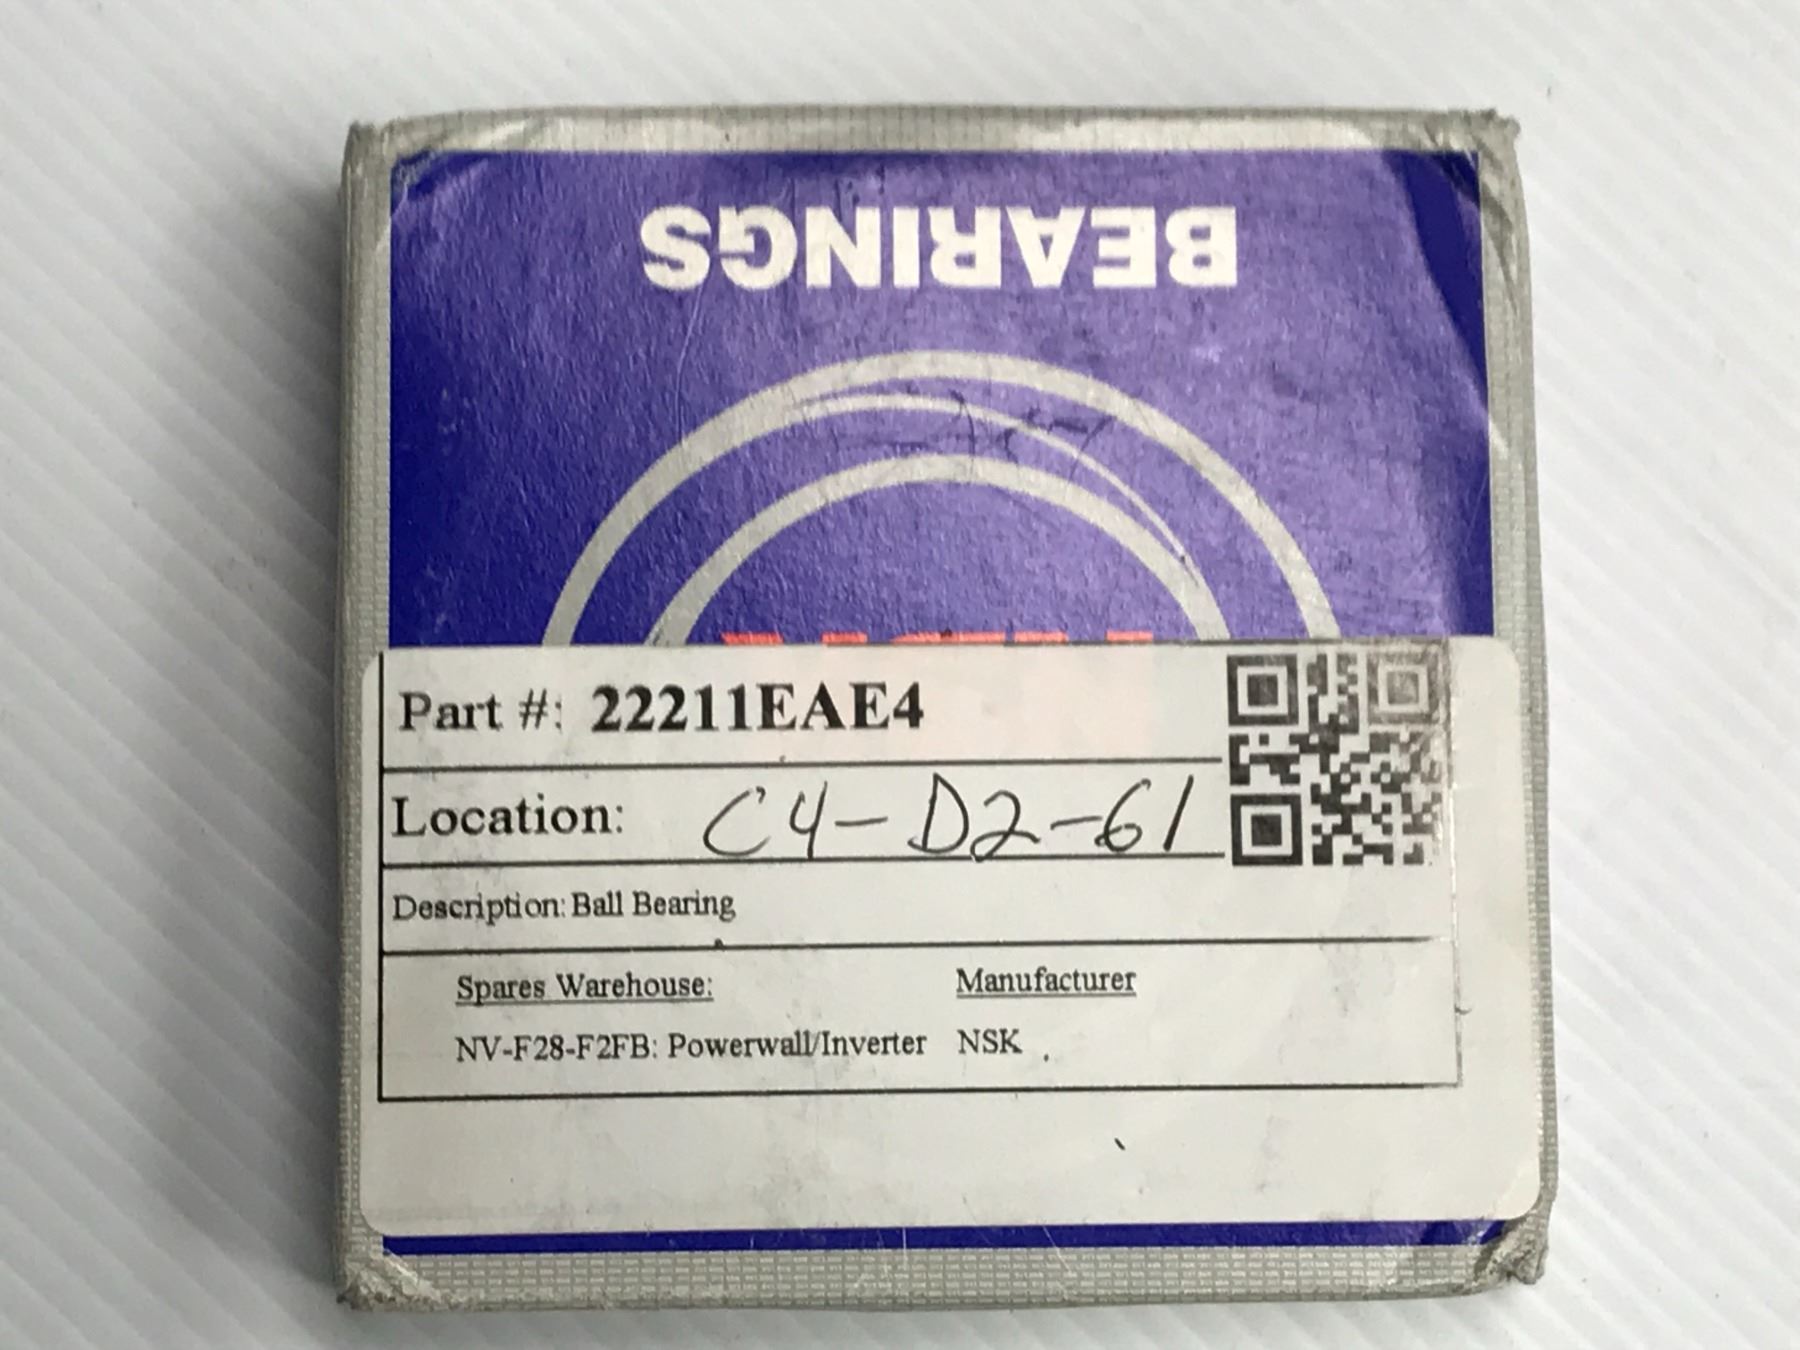 BEARINGS
Part #: 22211EAE4
Location: C4-D2-61
Description: Ball Bearing
Spares Warehouse: Manufacturer
NV-F28-F2FB: Powerwall/Inverter NSK